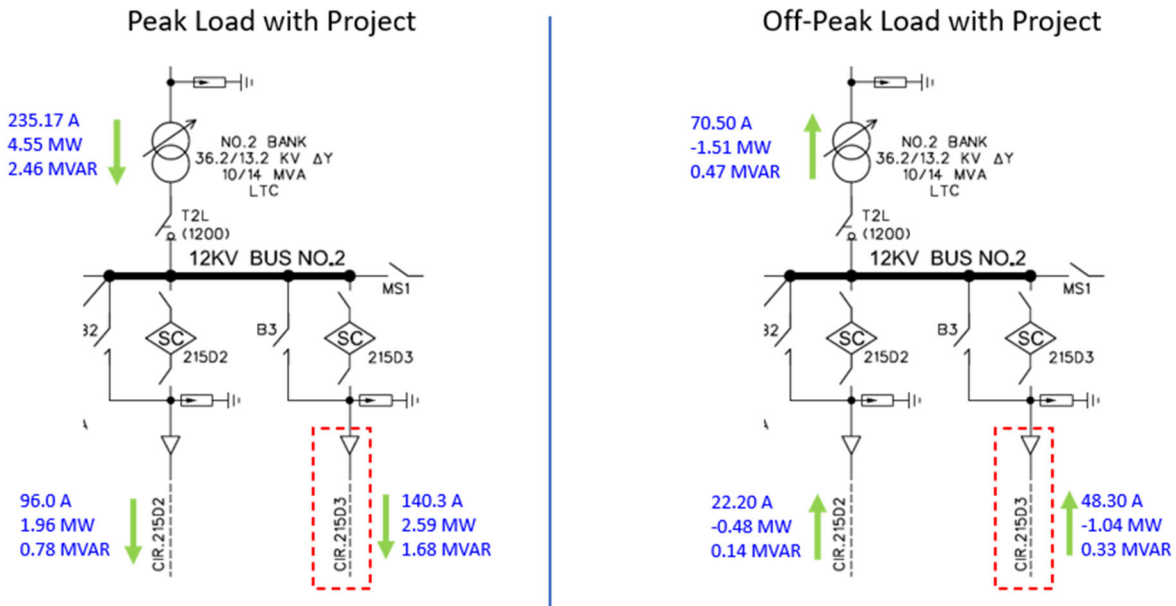 Peak Load with Project
235.17 A
4.55 MW
2.46 MVAR
NO.2 BANK
36.2/13.2 KV ΔY
10/14 MVA
LTC
T2L
(1200)
12KV BUS NO.2
MS1
B2
SC
215D2
B3
SC
215D3
96.0 A
1.96 MW
0.78 MVAR
CIR.215D2
CIR.215D3
140.3 A
2.59 MW
1.68 MVAR
Off-Peak Load with Project
70.50 A
-1.51 MW
0.47 MVAR
NO.2 BANK
36.2/13.2 KV ΔY
10/14 MVA
LTC
T2L
(1200)
12KV BUS NO.2
MS1
B2
SC
215D2
B3
SC
215D3
22.20 A
-0.48 MW
0.14 MVAR
CIR.215D2
CIR.215D3
48.30 A
-1.04 MW
0.33 MVAR